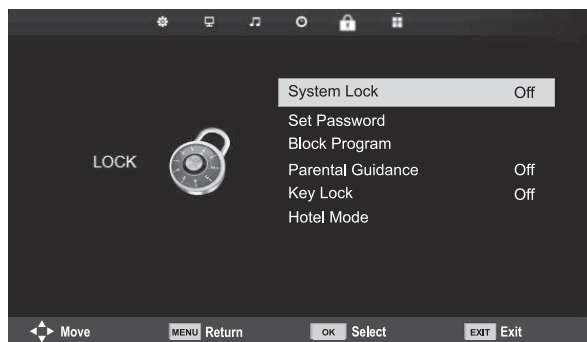 System Lock Off
Set Password
Block Program
LOCK
Parental Guidance Off
Key Lock Off
Hotel Mode
Move MENU Return OK Select EXIT Exit